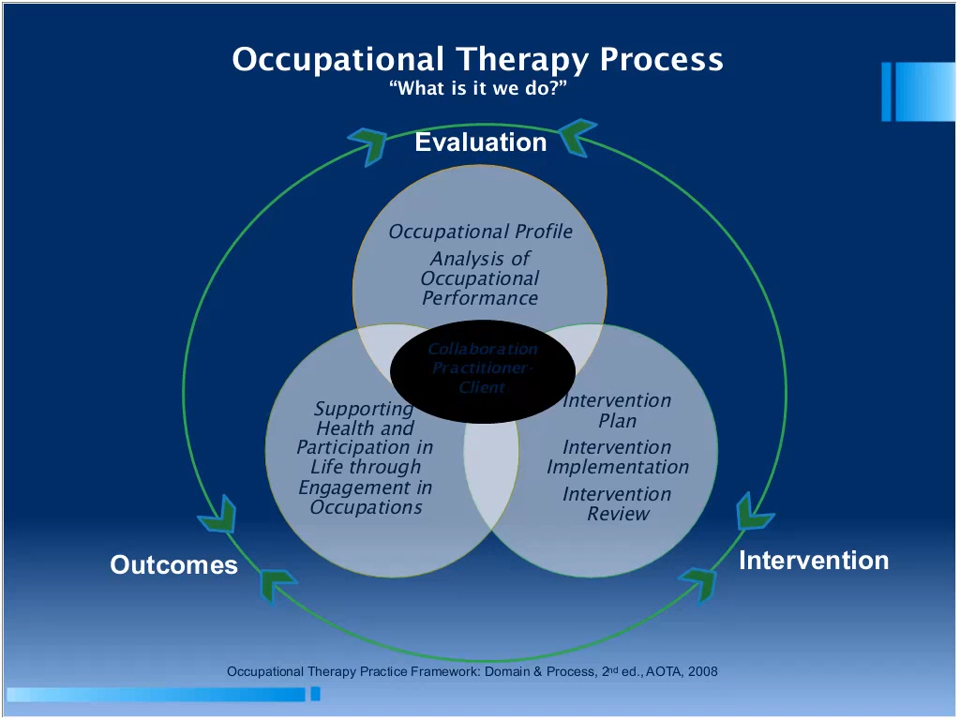 Occupational Therapy Process
“What is it we do?”
Evaluation
Occupational Profile
Analysis of
Occupational
Performance
Collaboration
Practitioner-
Client
Supporting
Health and
Participation in
Life through
Engagement in
Occupations
Intervention
Plan
Intervention
Implementation
Intervention
Review
Outcomes
Intervention
Occupational Therapy Practice Framework: Domain & Process, 2nd ed., AOTA, 2008